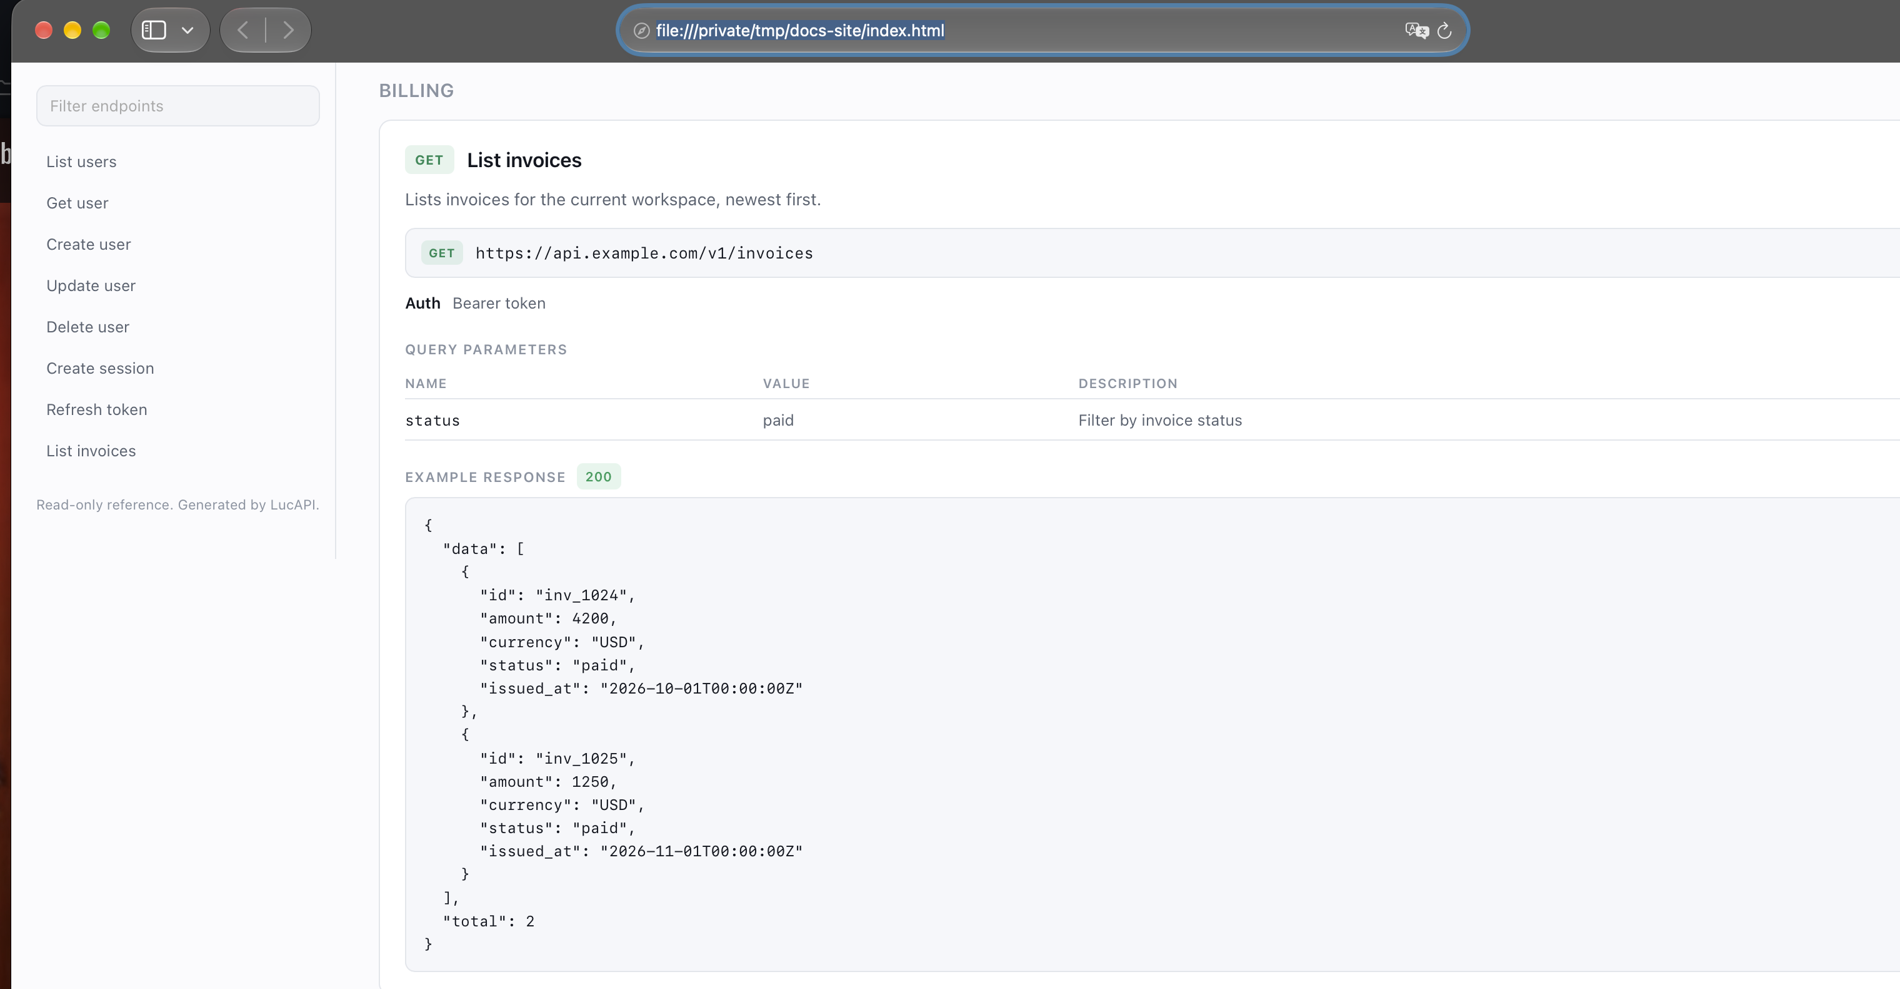 file:///private/tmp/docs-site/index.html
Filter endpoints
List users
Get user
Create user
Update user
Delete user
Create session
Refresh token
List invoices
Read-only reference. Generated by LucAPI.
BILLING
GET List invoices
Lists invoices for the current workspace, newest first.
GET https://api.example.com/v1/invoices
Auth Bearer token
QUERY PARAMETERS
NAME VALUE DESCRIPTION
status paid Filter by invoice status
EXAMPLE RESPONSE 200
{
  "data": [
    {
      "id": "inv_1024",
      "amount": 4200,
      "currency": "USD",
      "status": "paid",
      "issued_at": "2026-10-01T00:00:00Z"
    },
    {
      "id": "inv_1025",
      "amount": 1250,
      "currency": "USD",
      "status": "paid",
      "issued_at": "2026-11-01T00:00:00Z"
    }
  ],
  "total": 2
}